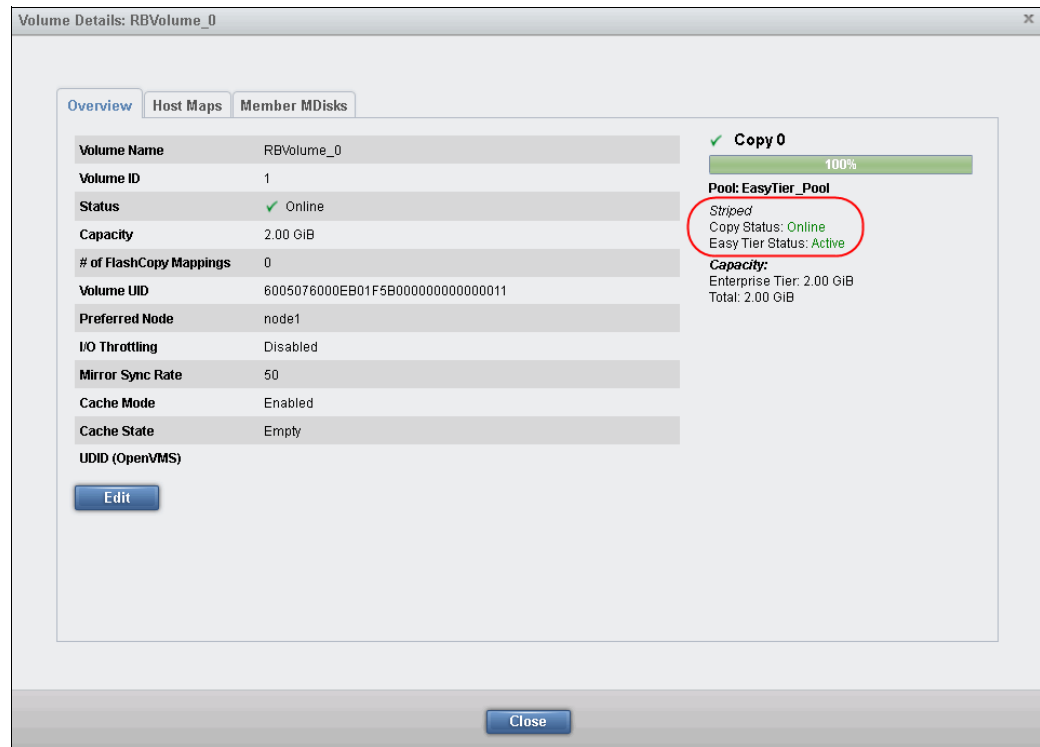 Volume Details: RBVolume_0 x
Overview Host Maps Member MDisks
Volume Name RBVolume_0
Volume ID 1
Status Online
Capacity 2.00 GiB
# of FlashCopy Mappings 0
Volume UID 6005076000EB01F5B000000000000011
Preferred Node node1
I/O Throttling Disabled
Mirror Sync Rate 50
Cache Mode Enabled
Cache State Empty
UDID (OpenVMS)
Edit
Copy 0
100%
Pool: EasyTier_Pool
Striped
Copy Status: Online
Easy Tier Status: Active
Capacity:
Enterprise Tier: 2.00 GiB
Total: 2.00 GiB
Close